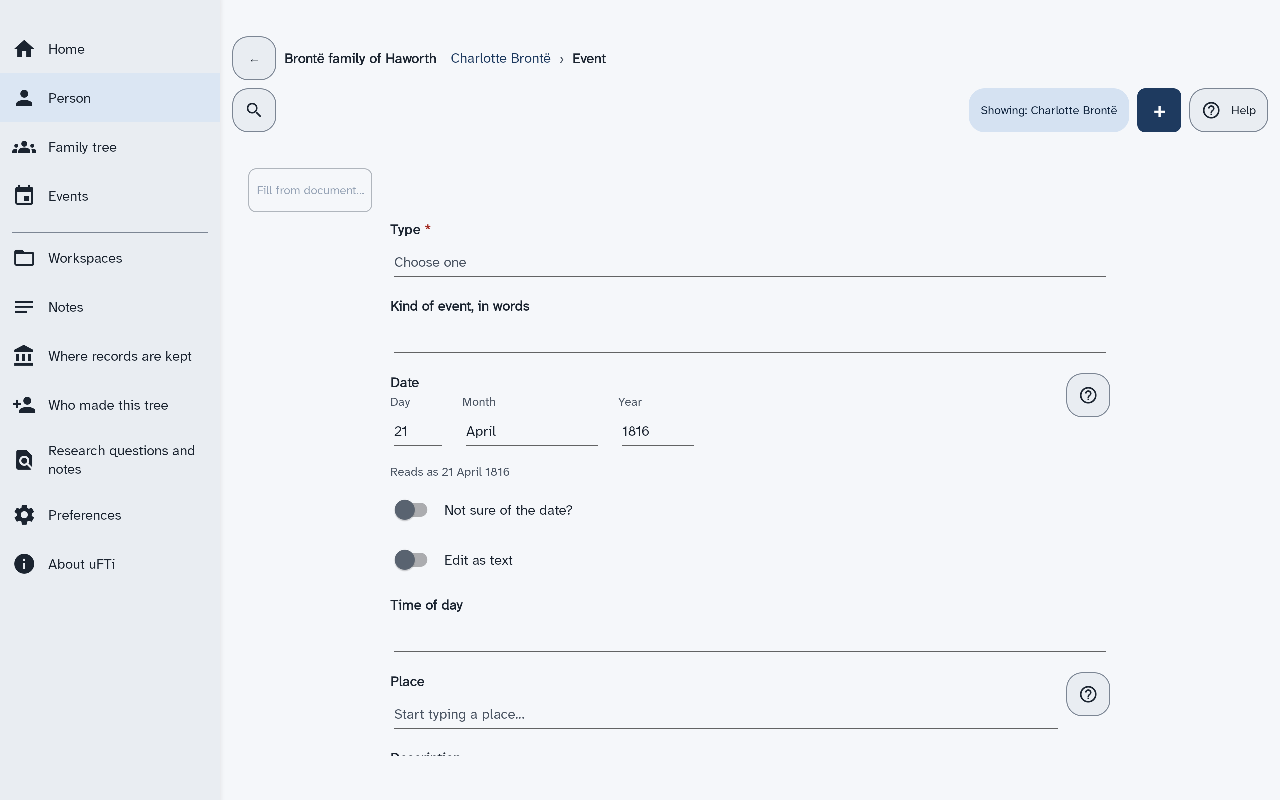 Home
Person
Family tree
Events
Workspaces
Notes
Where records are kept
Who made this tree
Research questions and
notes
Preferences
About uFTi
← Brontë family of Haworth Charlotte Brontë › Event
Showing: Charlotte Brontë + Help
Fill from document...
Type *
Choose one
Kind of event, in words
Date
Day Month Year
21 April 1816
Reads as 21 April 1816
Not sure of the date?
Edit as text
Time of day
Place
Start typing a place...
Description